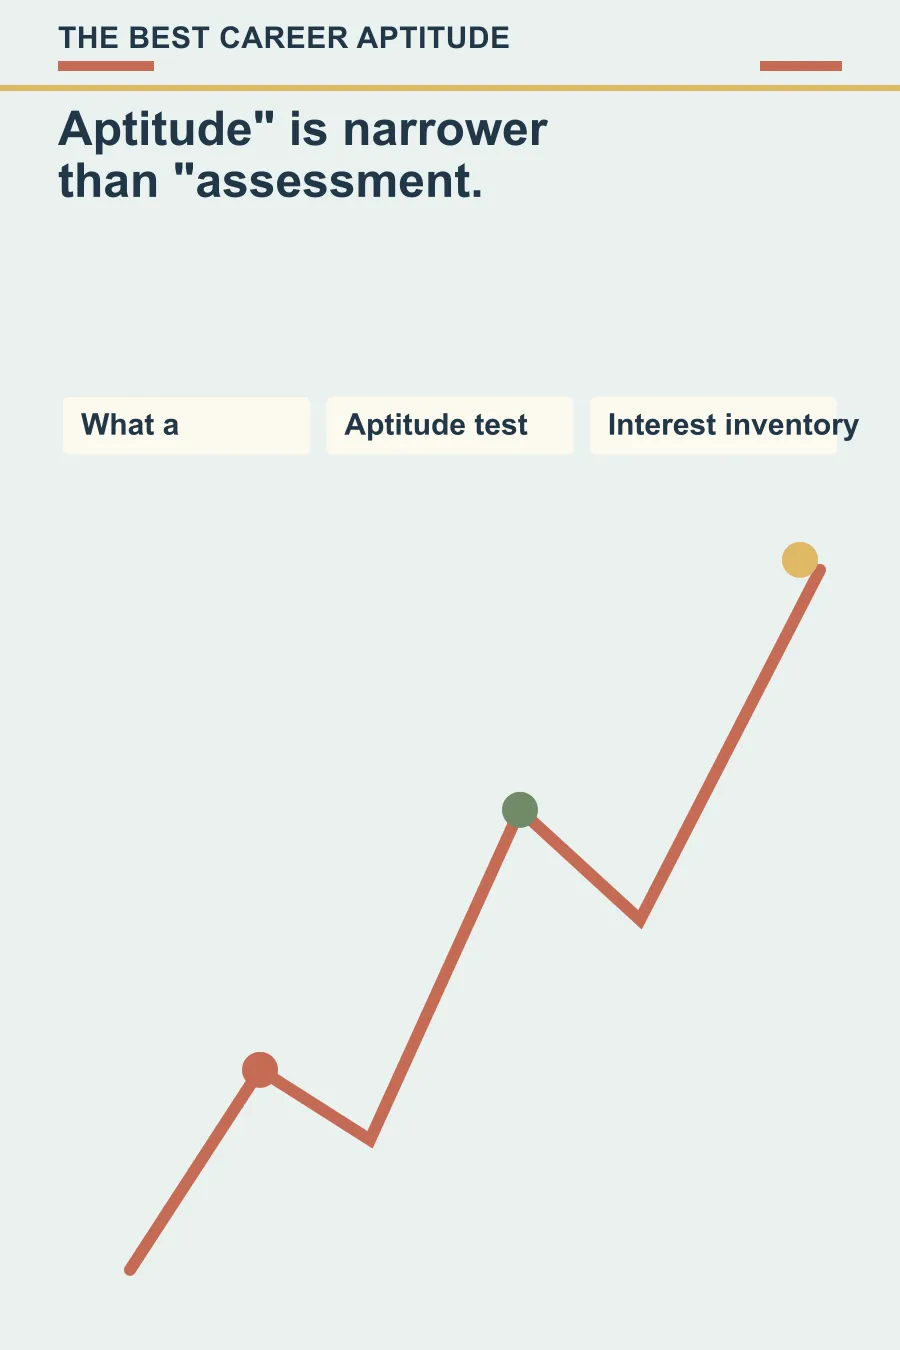 THE BEST CAREER APTITUDE
Aptitude" is narrower
than "assessment.
What a
Aptitude test
Interest inventory